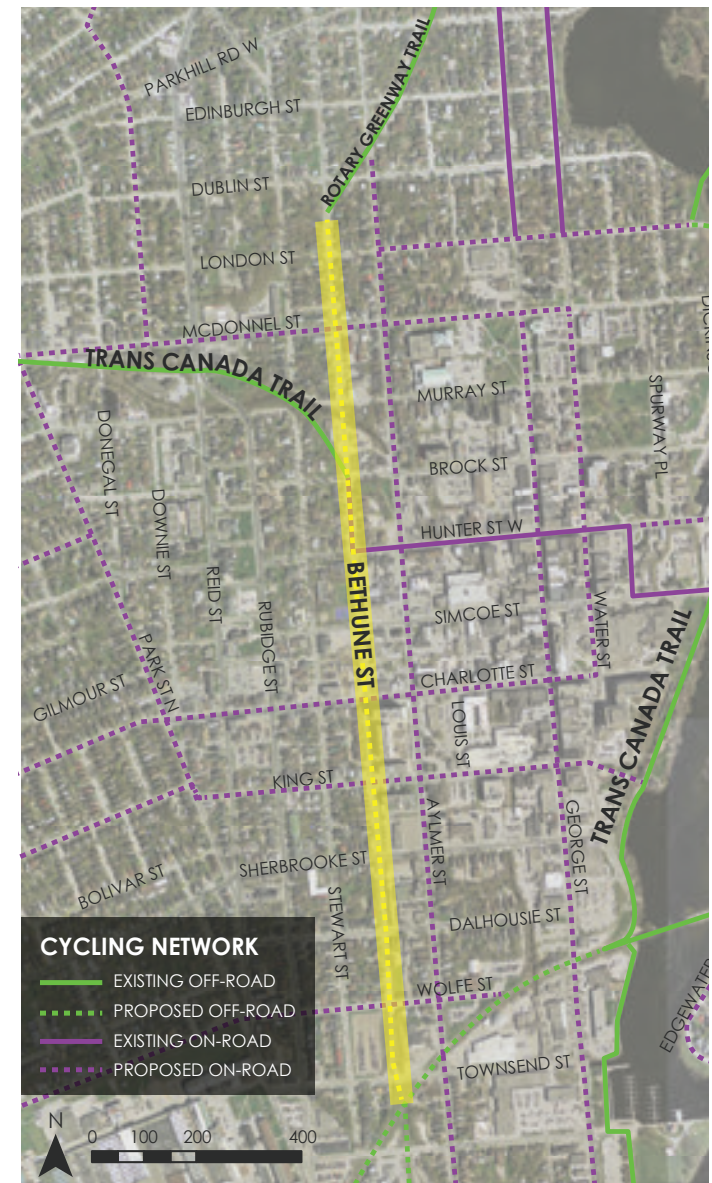 PARKHILL RD W
ROTARY GREENWAY TRAIL
EDINBURGH ST
DUBLIN ST
LONDON ST
MCDONNEL ST
TRANS CANADA TRAIL
MURRAY ST
SPURWAY PL
DONEGAL ST
BROCK ST
DOWNIE ST
HUNTER ST W
REID ST
BETHUNE ST
RUBIDGE ST
SIMCOE ST
WATER ST
PARK ST N
TRANS CANADA TRAIL
GILMOUR ST
CHARLOTTE ST
LOUIS ST
KING ST
AYLMER ST
GEORGE ST
BOLIVAR ST
SHERBROOKE ST
STEWART ST
DALHOUSIE ST
WOLFE ST
TOWNSEND ST
CYCLING NETWORK
EXISTING OFF-ROAD
PROPOSED OFF-ROAD
EXISTING ON-ROAD
PROPOSED ON-ROAD
EDGEWATER
N
0 100 200 400